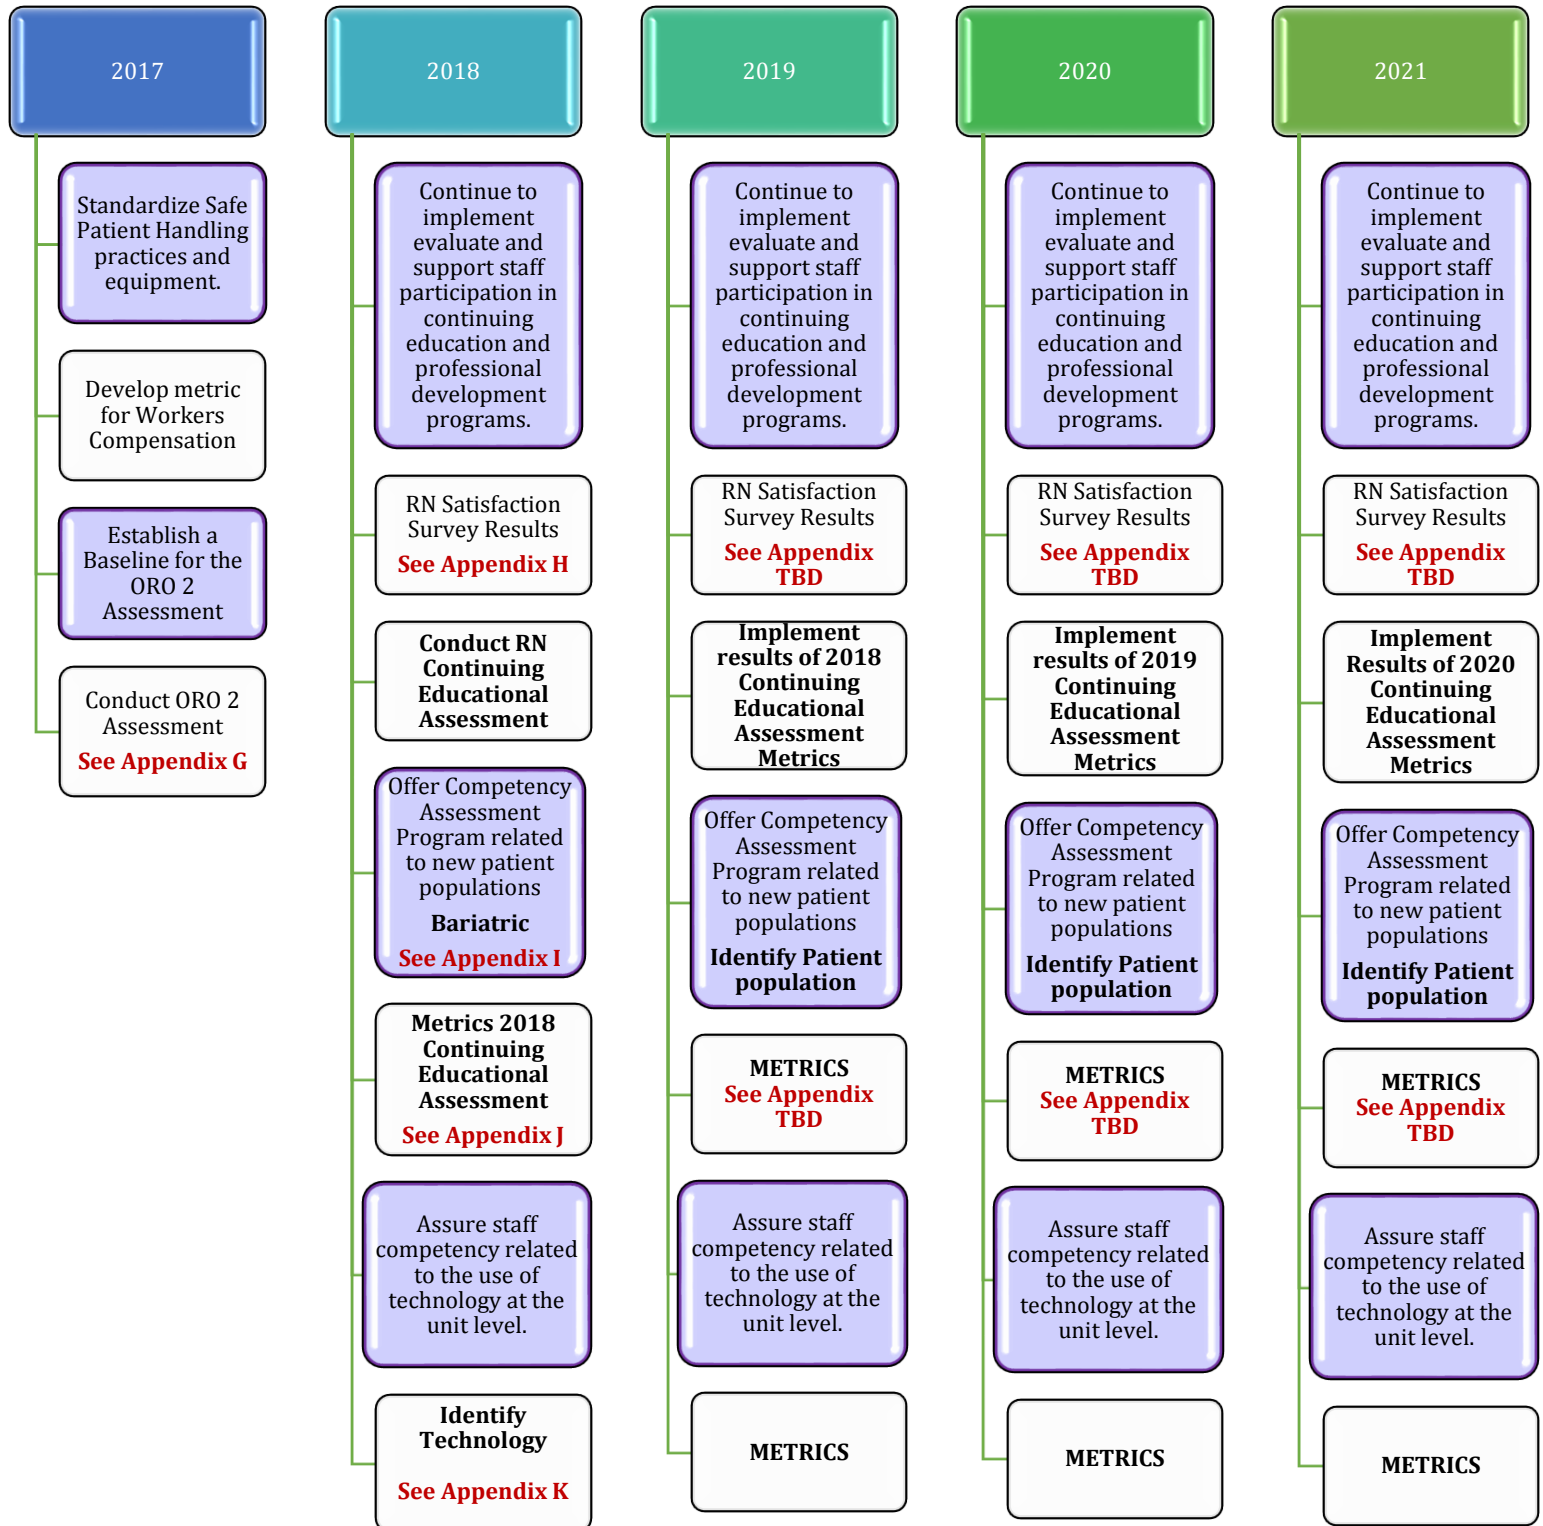 2017
Standardize Safe
Patient Handling
practices and
equipment.
Develop metric
for Workers
Compensation
Establish a
Baseline for the
ORO 2
Assessment
Conduct ORO 2
Assessment
See Appendix G
2018
Continue to
implement
evaluate and
support staff
participation in
continuing
education and
professional
development
programs.
RN Satisfaction
Survey Results
See Appendix H
Conduct RN
Continuing
Educational
Assessment
Offer Competency
Assessment
Program related
to new patient
populations
Bariatric
See Appendix I
Metrics 2018
Continuing
Educational
Assessment
See Appendix J
Assure staff
competency related
to the use of
technology at the
unit level.
Identify
Technology
See Appendix K
2019
Continue to
implement
evaluate and
support staff
participation in
continuing
education and
professional
development
programs.
RN Satisfaction
Survey Results
See Appendix
TBD
Implement
results of 2018
Continuing
Educational
Assessment
Metrics
Offer Competency
Assessment
Program related
to new patient
populations
Identify Patient
population
METRICS
See Appendix
TBD
Assure staff
competency related
to the use of
technology at the
unit level.
METRICS
2020
Continue to
implement
evaluate and
support staff
participation in
continuing
education and
professional
development
programs.
RN Satisfaction
Survey Results
See Appendix
TBD
Implement
results of 2019
Continuing
Educational
Assessment
Metrics
Offer Competency
Assessment
Program related
to new patient
populations
Identify Patient
population
METRICS
See Appendix
TBD
Assure staff
competency related
to the use of
technology at the
unit level.
METRICS
2021
Continue to
implement
evaluate and
support staff
participation in
continuing
education and
professional
development
programs.
RN Satisfaction
Survey Results
See Appendix
TBD
Implement
Results of 2020
Continuing
Educational
Assessment
Metrics
Offer Competency
Assessment
Program related
to new patient
populations
Identify Patient
population
METRICS
See Appendix
TBD
Assure staff
competency related
to the use of
technology at the
unit level.
METRICS